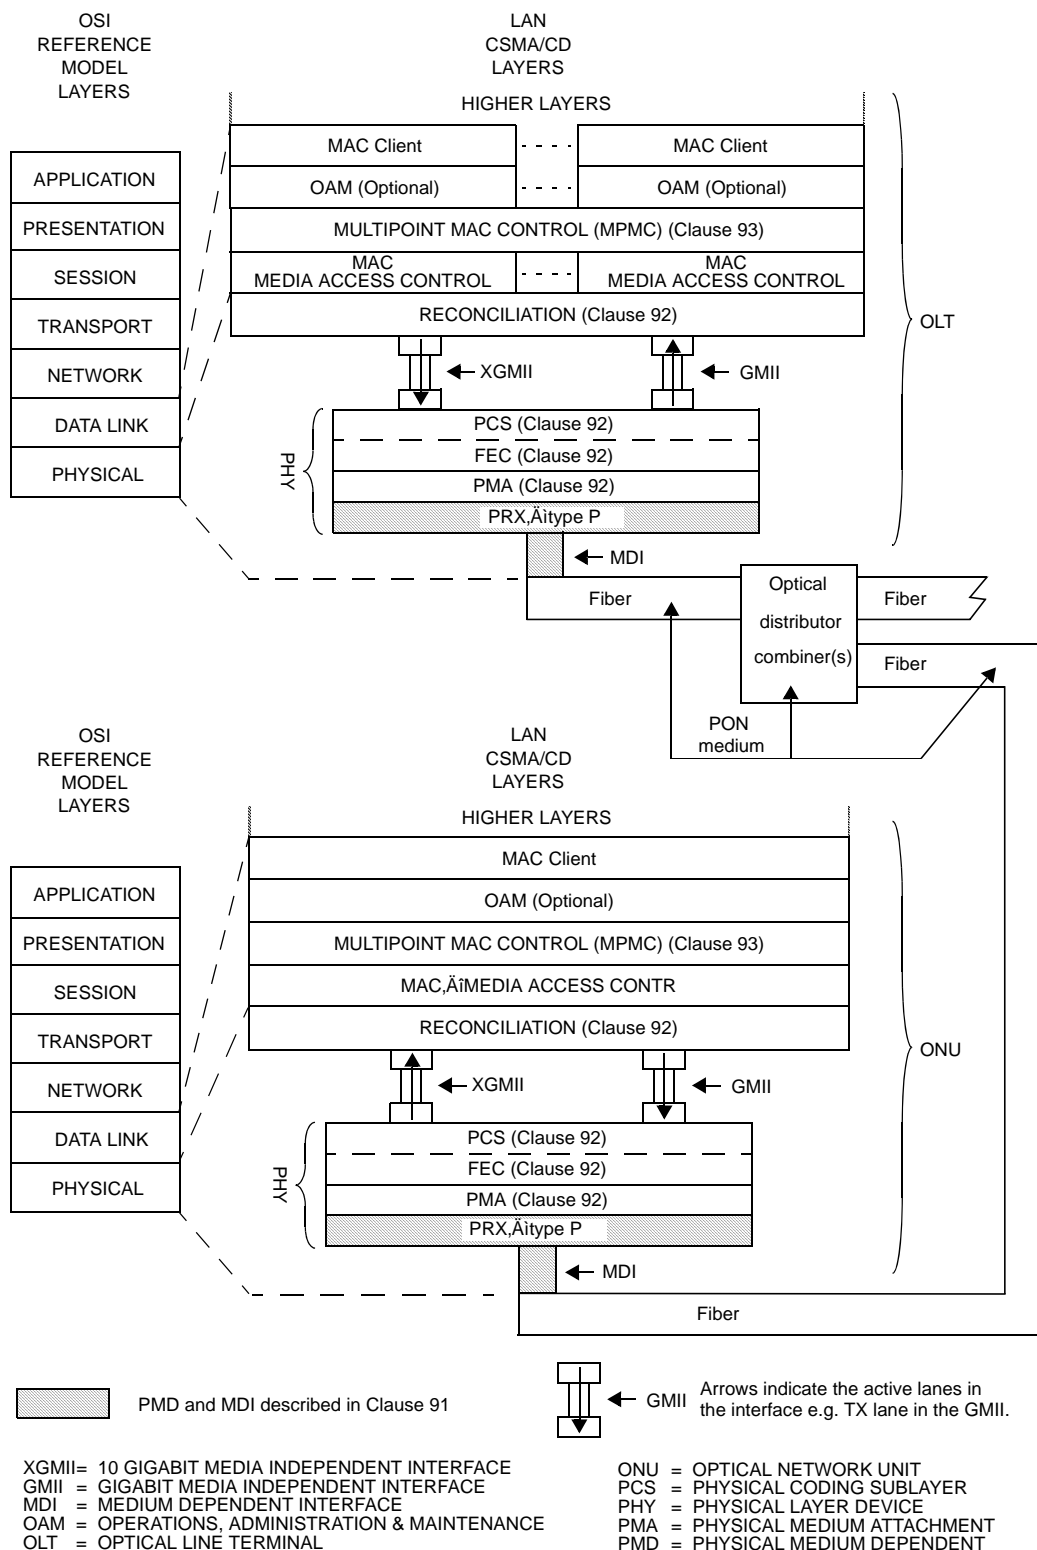 OSI
REFERENCE
MODEL
LAYERS
LAN
CSMA/CD
LAYERS
HIGHER LAYERS
MAC Client
MAC Client
OAM (Optional)
OAM (Optional)
MULTIPOINT MAC CONTROL (MPMC) (Clause 93)
MAC
MEDIA ACCESS CONTROL
MAC
MEDIA ACCESS CONTROL
RECONCILIATION (Clause 92)
APPLICATION
PRESENTATION
SESSION
TRANSPORT
NETWORK
DATA LINK
PHYSICAL
OLT
XGMII
GMII
PHY
PCS (Clause 92)
FEC (Clause 92)
PMA (Clause 92)
PRX‚Äìtype P
MDI
Fiber
Optical
distributor
combiner(s)
Fiber
Fiber
PON
medium
OSI
REFERENCE
MODEL
LAYERS
LAN
CSMA/CD
LAYERS
HIGHER LAYERS
MAC Client
OAM (Optional)
MULTIPOINT MAC CONTROL (MPMC) (Clause 93)
MAC‚ÄîMEDIA ACCESS CONTR
RECONCILIATION (Clause 92)
APPLICATION
PRESENTATION
SESSION
TRANSPORT
NETWORK
DATA LINK
PHYSICAL
ONU
XGMII
GMII
PHY
PCS (Clause 92)
FEC (Clause 92)
PMA (Clause 92)
PRX‚Äìtype P
MDI
Fiber
PMD and MDI described in Clause 91
GMII
Arrows indicate the active lanes in
the interface e.g. TX lane in the GMII.
XGMII= 10 GIGABIT MEDIA INDEPENDENT INTERFACE
GMII = GIGABIT MEDIA INDEPENDENT INTERFACE
MDI = MEDIUM DEPENDENT INTERFACE
OAM = OPERATIONS, ADMINISTRATION & MAINTENANCE
OLT = OPTICAL LINE TERMINAL
ONU = OPTICAL NETWORK UNIT
PCS = PHYSICAL CODING SUBLAYER
PHY = PHYSICAL LAYER DEVICE
PMA = PHYSICAL MEDIUM ATTACHMENT
PMD = PHYSICAL MEDIUM DEPENDENT